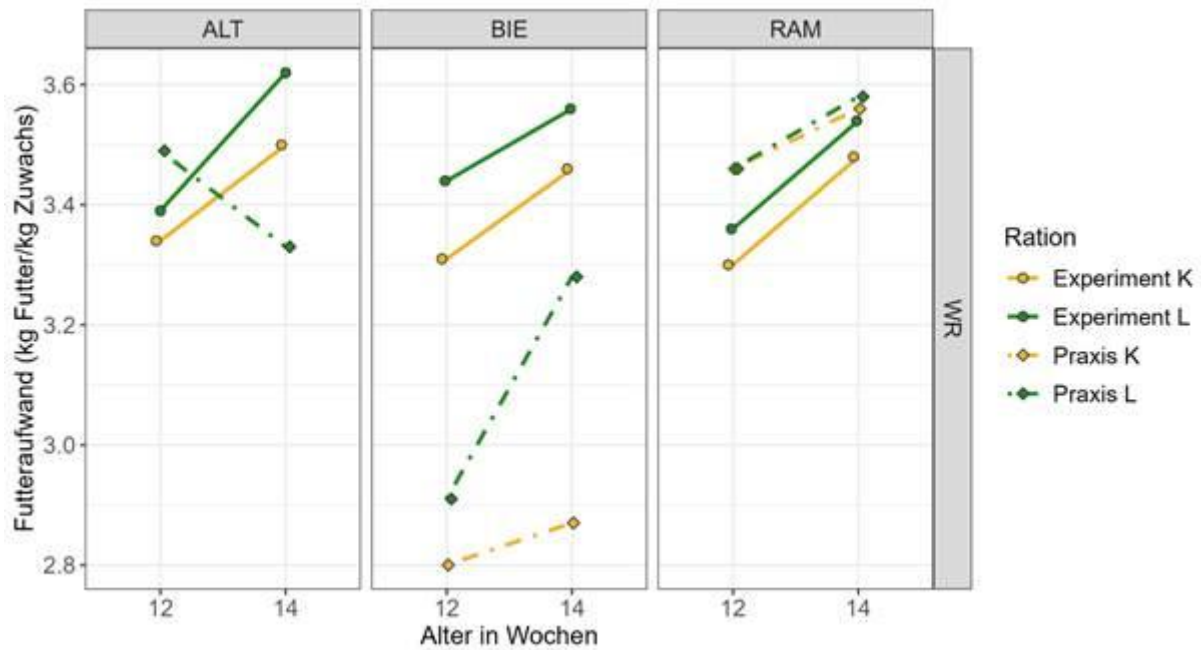 ALT
BIE
RAM
Futteraufwand (kg Futter/kg Zuwachs)
3.6
3.4
3.2
3.0
2.8
12
14
12
14
12
14
Alter in Wochen
WR
Ration
Experiment K
Experiment L
Praxis K
Praxis L